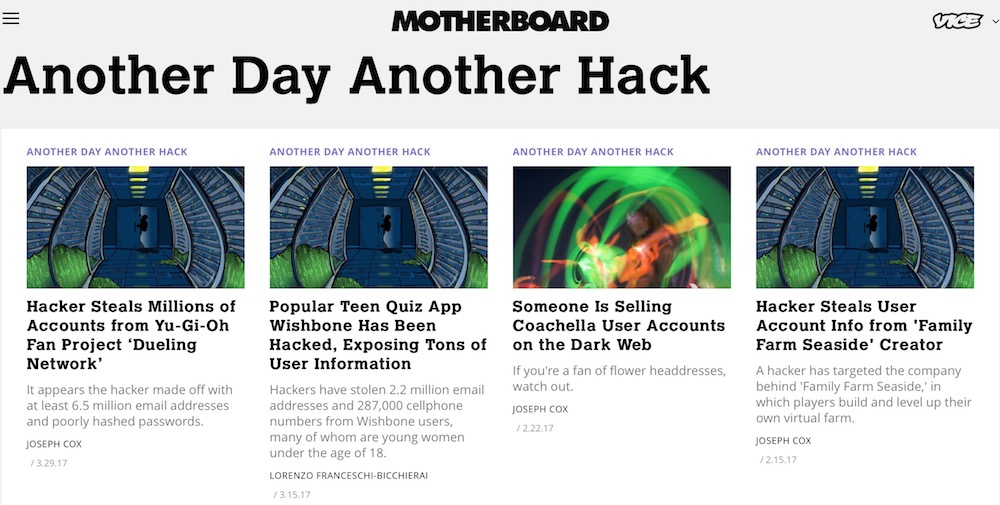 MOTHERBOARD
VICE
Another Day Another Hack
ANOTHER DAY ANOTHER HACK
Hacker Steals Millions of
Accounts from Yu-Gi-Oh
Fan Project ‘Dueling
Network’
It appears the hacker made off with
at least 6.5 million email addresses
and poorly hashed passwords.
JOSEPH COX
/ 3.29.17
ANOTHER DAY ANOTHER HACK
Popular Teen Quiz App
Wishbone Has Been
Hacked, Exposing Tons of
User Information
Hackers have stolen 2.2 million email
addresses and 287,000 cellphone
numbers from Wishbone users,
many of whom are young women
under the age of 18.
LORENZO FRANCESCHI-BICCHIERAI
/ 3.15.17
ANOTHER DAY ANOTHER HACK
Someone Is Selling
Coachella User Accounts
on the Dark Web
If you're a fan of flower headdresses,
watch out.
JOSEPH COX
/ 2.22.17
ANOTHER DAY ANOTHER HACK
Hacker Steals User
Account Info from 'Family
Farm Seaside' Creator
A hacker has targeted the company
behind 'Family Farm Seaside,' in
which players build and level up their
own virtual farm.
JOSEPH COX
/ 2.15.17